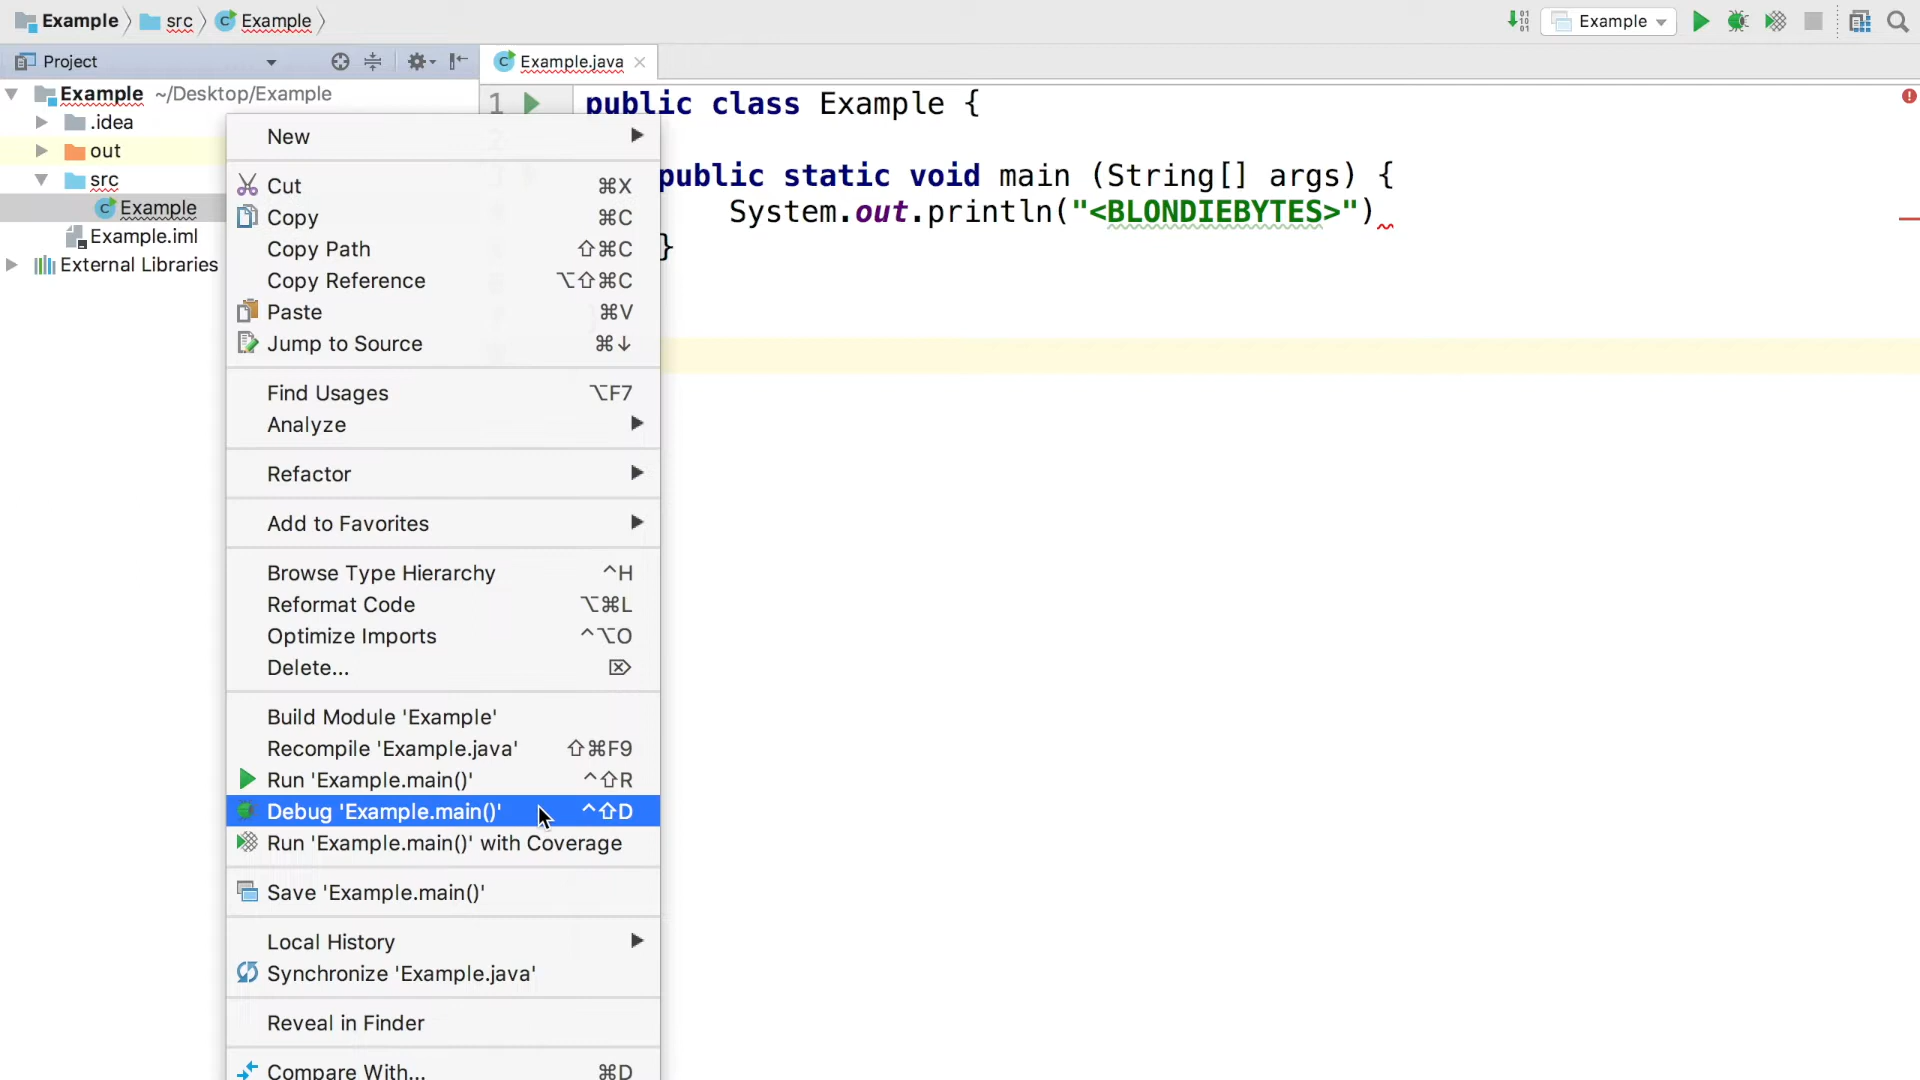 Example src Example
Example
Project
Example.java
Example ~/Desktop/Example
.idea
out
src
Example
Example.iml
External Libraries
1 public class Example {
public static void main (String[] args) {
System.out.println("<BLONDIEBYTES>")
}
New
Cut ⌘X
Copy ⌘C
Copy Path ⇧⌘C
Copy Reference ⌥⇧⌘C
Paste ⌘V
Jump to Source ⌘↓
Find Usages ⌥F7
Analyze
Refactor
Add to Favorites
Browse Type Hierarchy ^H
Reformat Code ⌥⌘L
Optimize Imports ^⌥O
Delete... ⌦
Build Module 'Example'
Recompile 'Example.java' ⇧⌘F9
Run 'Example.main()' ^⇧R
Debug 'Example.main()' ^⇧D
Run 'Example.main()' with Coverage
Save 'Example.main()'
Local History
Synchronize 'Example.java'
Reveal in Finder
Compare With... ⌘D